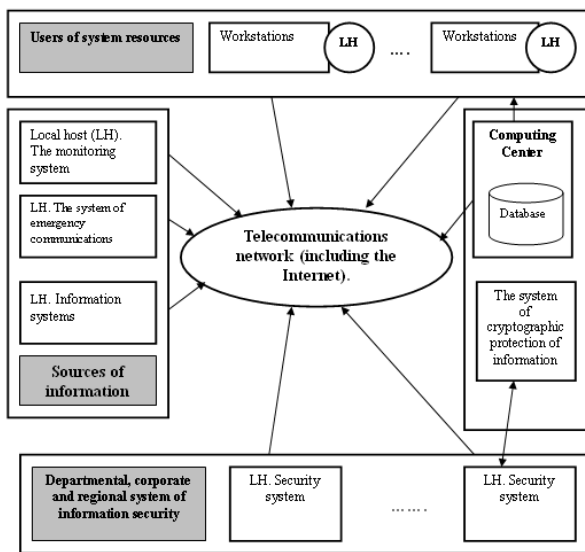 Users of system resources
Workstations
LH
....
Workstations
LH
Local host (LH).
The monitoring
system
LH. The system of
emergency
communications
LH. Information
systems
Sources of
information
Telecommunications
network (including the
Internet).
Computing
Center
Database
The system
of
cryptographic
protection of
information
Departmental, corporate
and regional system of
information security
LH. Security
system
.......
LH. Security
system